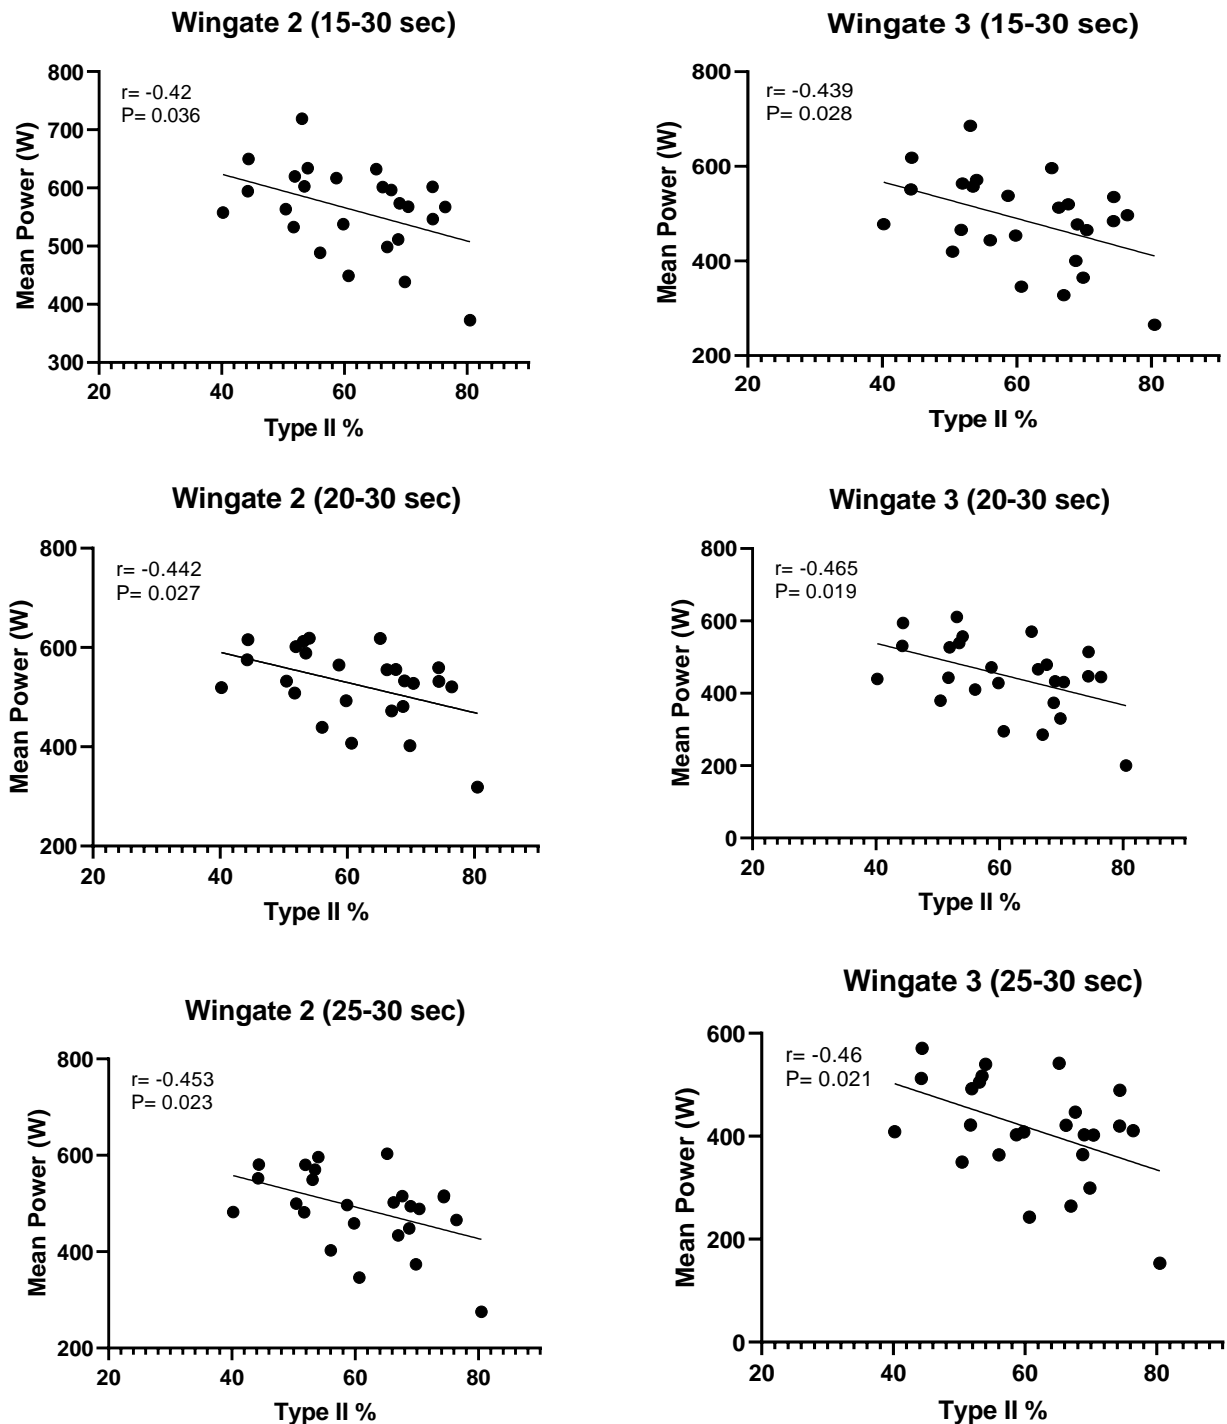 Wingate 2 (15-30 sec)
r= -0.42
P= 0.036
Mean Power (W)
800
700
600
500
400
300
20
40
60
80
Type II %
Wingate 3 (15-30 sec)
r= -0.439
P= 0.028
Mean Power (W)
800
600
400
200
20
40
60
80
Type II %
Wingate 2 (20-30 sec)
r= -0.442
P= 0.027
Mean Power (W)
800
600
400
200
20
40
60
80
Type II %
Wingate 3 (20-30 sec)
r= -0.465
P= 0.019
Mean Power (W)
800
600
400
200
0
20
40
60
80
Type II %
Wingate 2 (25-30 sec)
r= -0.453
P= 0.023
Mean Power (W)
800
600
400
200
20
40
60
80
Type II %
Wingate 3 (25-30 sec)
r= -0.46
P= 0.021
Mean Power (W)
600
400
200
0
20
40
60
80
Type II %